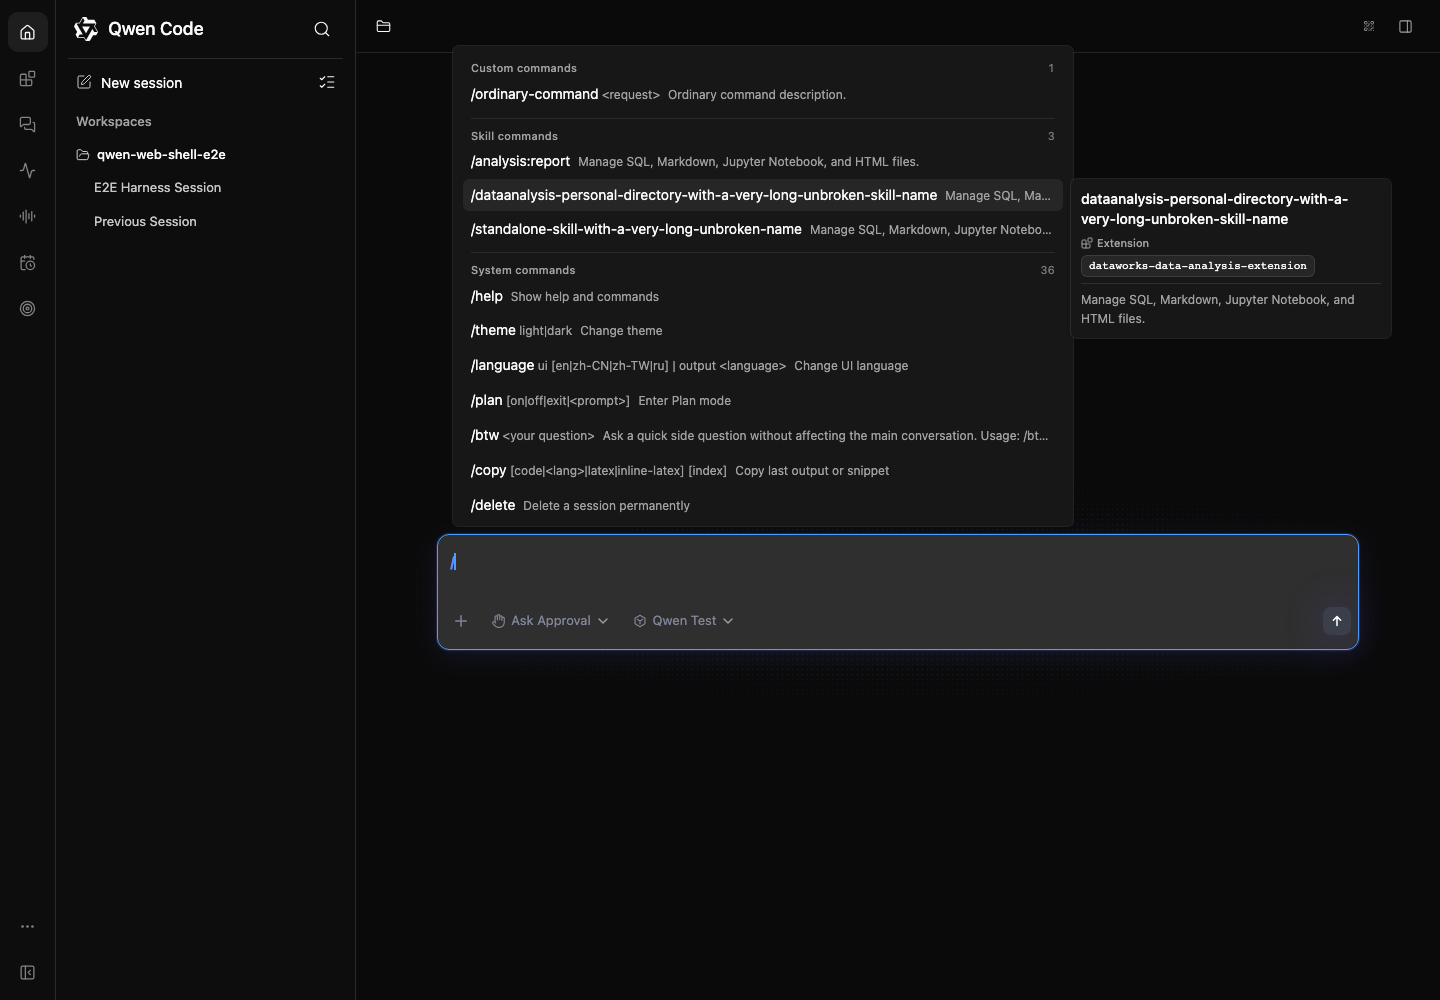 Qwen Code
New session
Workspaces
qwen-web-shell-e2e
E2E Harness Session
Previous Session
Custom commands 1
/ordinary-command <request> Ordinary command description.
Skill commands 3
/analysis:report Manage SQL, Markdown, Jupyter Notebook, and HTML files.
/dataanalysis-personal-directory-with-a-very-long-unbroken-skill-name Manage SQL, Ma...
/standalone-skill-with-a-very-long-unbroken-name Manage SQL, Markdown, Jupyter Notebo...
System commands 36
/help Show help and commands
/theme light|dark Change theme
/language ui [en|zh-CN|zh-TW|ru] | output <language> Change UI language
/plan [on|off|exit|<prompt>] Enter Plan mode
/btw <your question> Ask a quick side question without affecting the main conversation. Usage: /bt...
/copy [code|<lang>|latex|inline-latex] [index] Copy last output or snippet
/delete Delete a session permanently
dataanalysis-personal-directory-with-a-
very-long-unbroken-skill-name
Extension
dataworks-data-analysis-extension
Manage SQL, Markdown, Jupyter Notebook, and
HTML files.
/
Ask Approval
Qwen Test